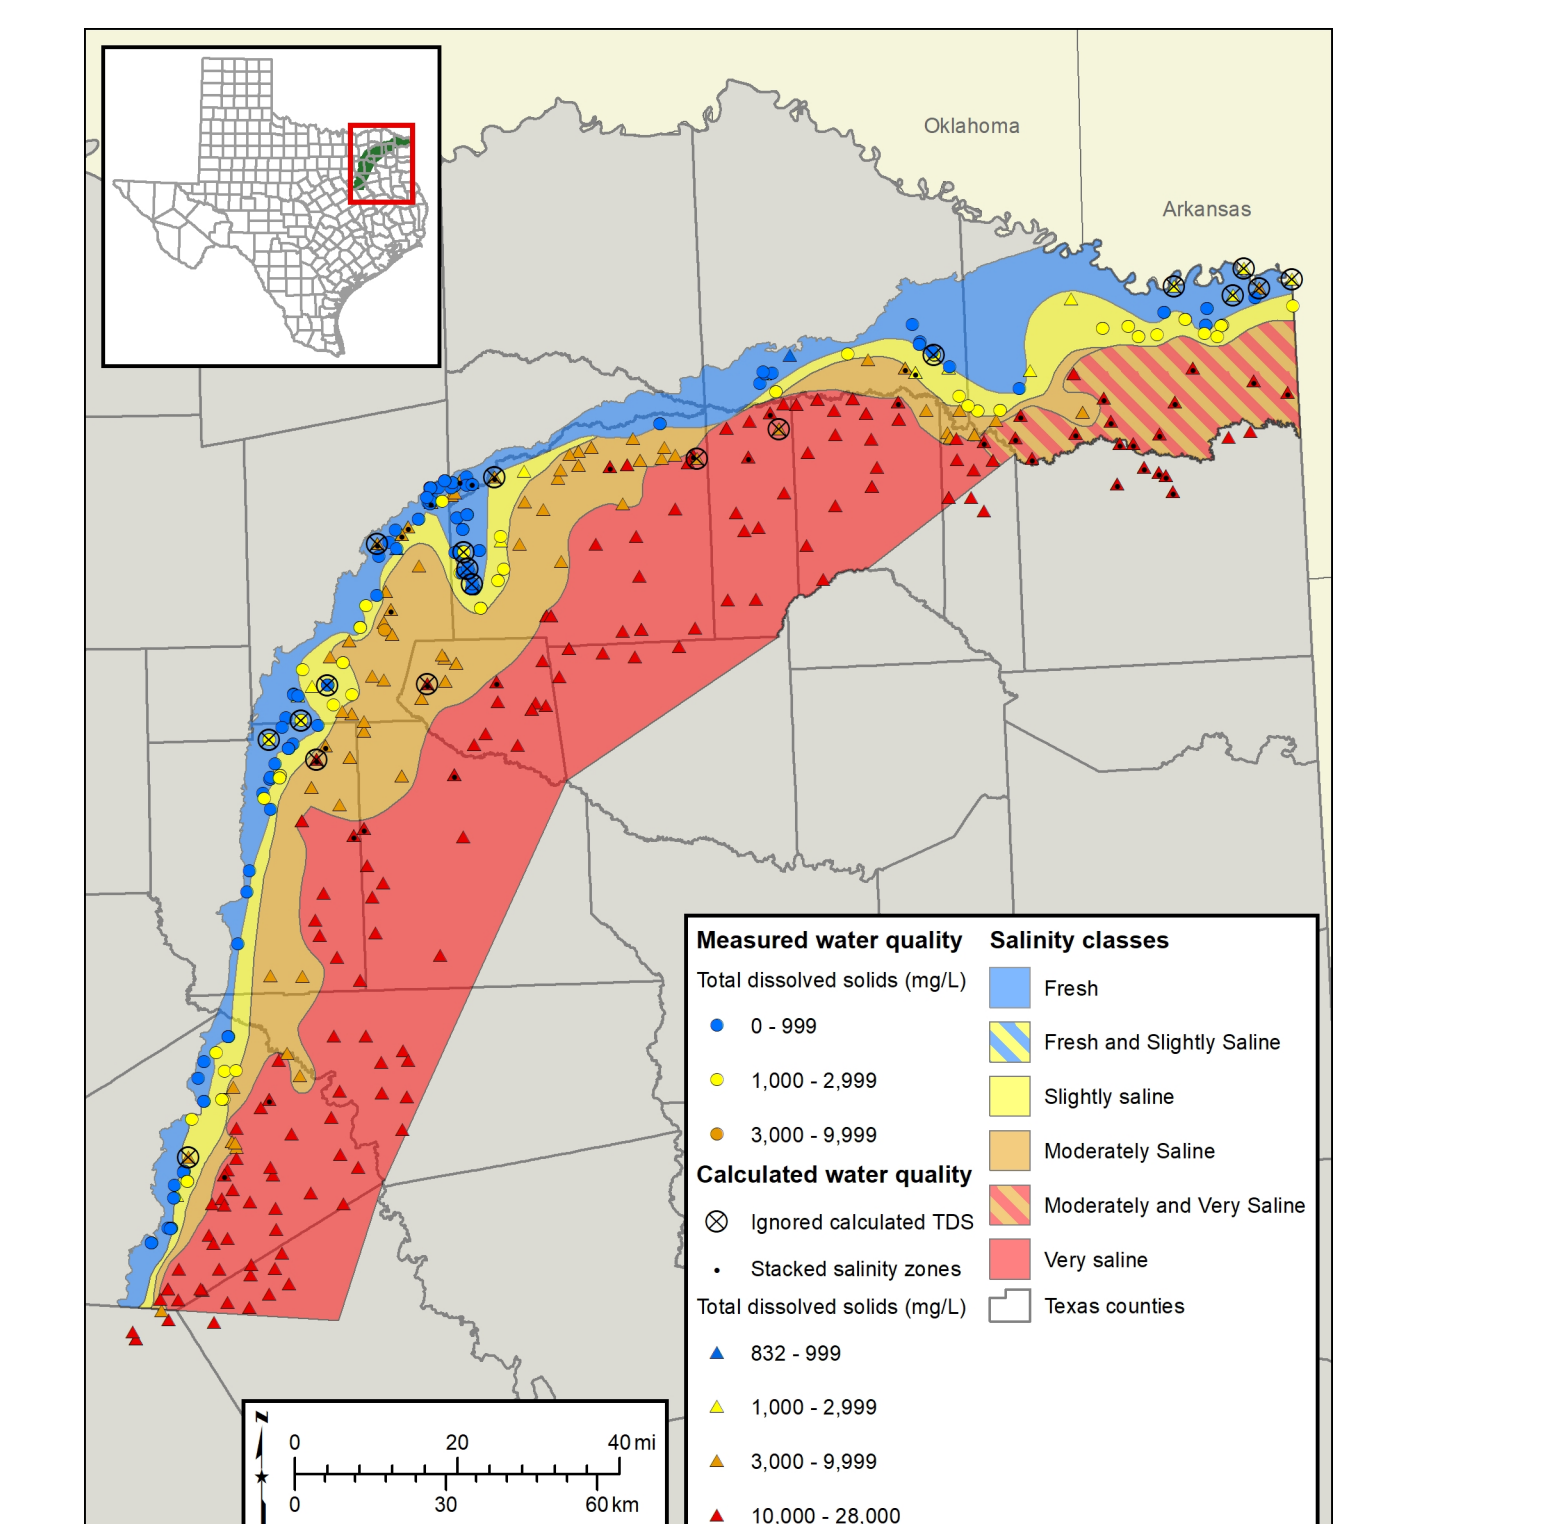 Oklahoma
Arkansas
Measured water quality
Total dissolved solids (mg/L)
0 - 999
1,000 - 2,999
3,000 - 9,999
Calculated water quality
Ignored calculated TDS
Stacked salinity zones
Total dissolved solids (mg/L)
832 - 999
1,000 - 2,999
3,000 - 9,999
10,000 - 28,000
Salinity classes
Fresh
Fresh and Slightly Saline
Slightly saline
Moderately Saline
Moderately and Very Saline
Very saline
Texas counties
N
0 20 40 mi
0 30 60 km